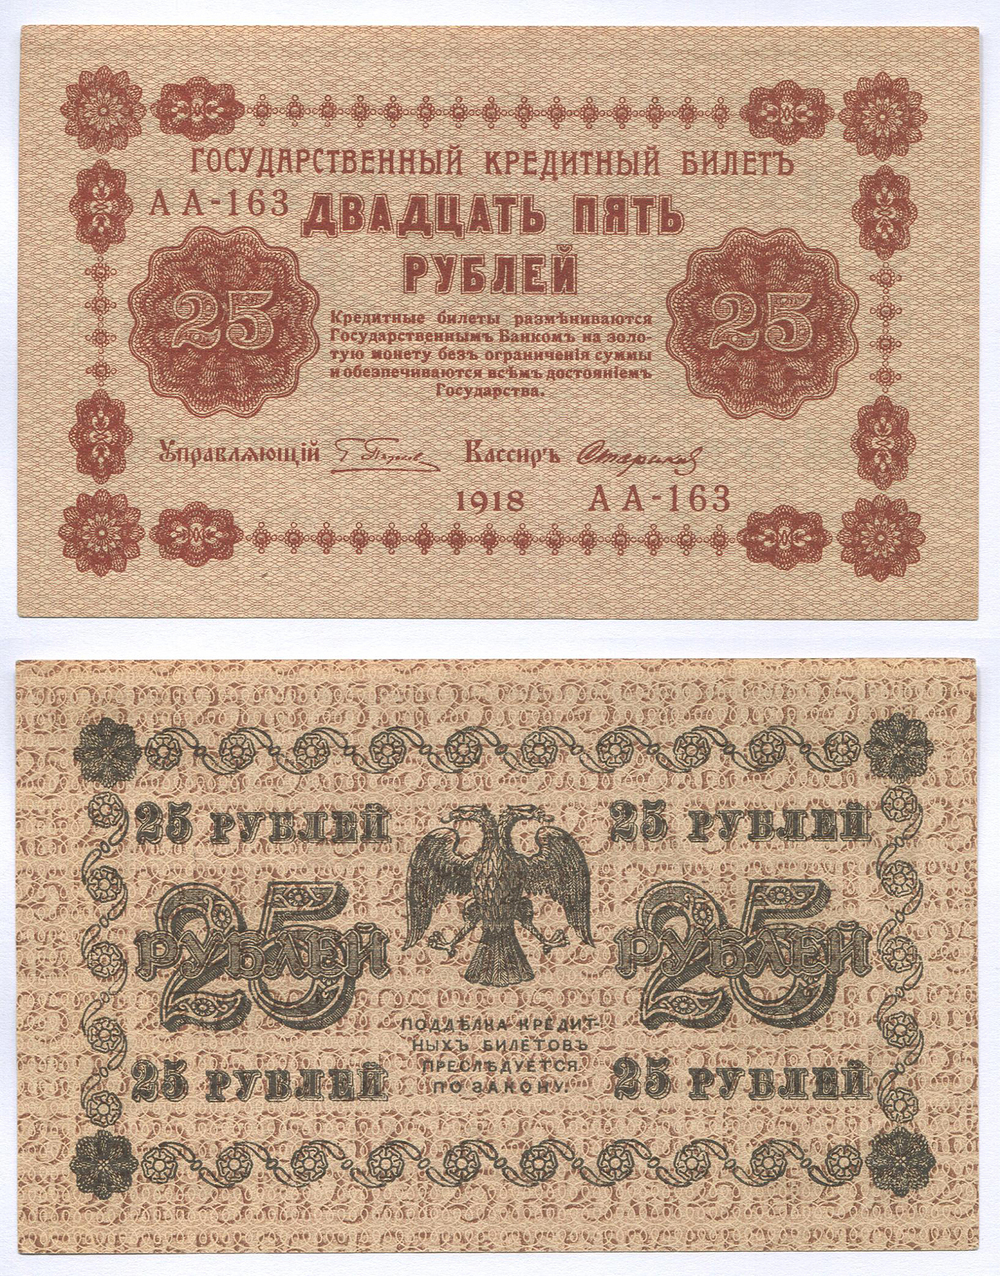 ГОСУДАРСТВЕННЫЙ КРЕДИТНЫЙ БИЛЕТЪ
АА-163
ДВАДЦАТЬ ПЯТЬ
РУБЛЕЙ
25
25
Кредитные билеты размѣниваются
Государственнымъ Банкомъ на золо-
тую монету безъ ограниченія суммы
и обезпечиваются всѣмъ достояніемъ
Государства.
Управляющій
Кассиръ
1918 АА-163
25 РУБЛЕЙ
25 РУБЛЕЙ
25
РУБЛЕЙ
25
РУБЛЕЙ
ПОДДѢЛКА КРЕДИТ-
НЫХЪ БИЛЕТОВЪ
ПРЕСЛѢДУЕТСЯ
ПО ЗАКОНУ.
25 РУБЛЕЙ
25 РУБЛЕЙ